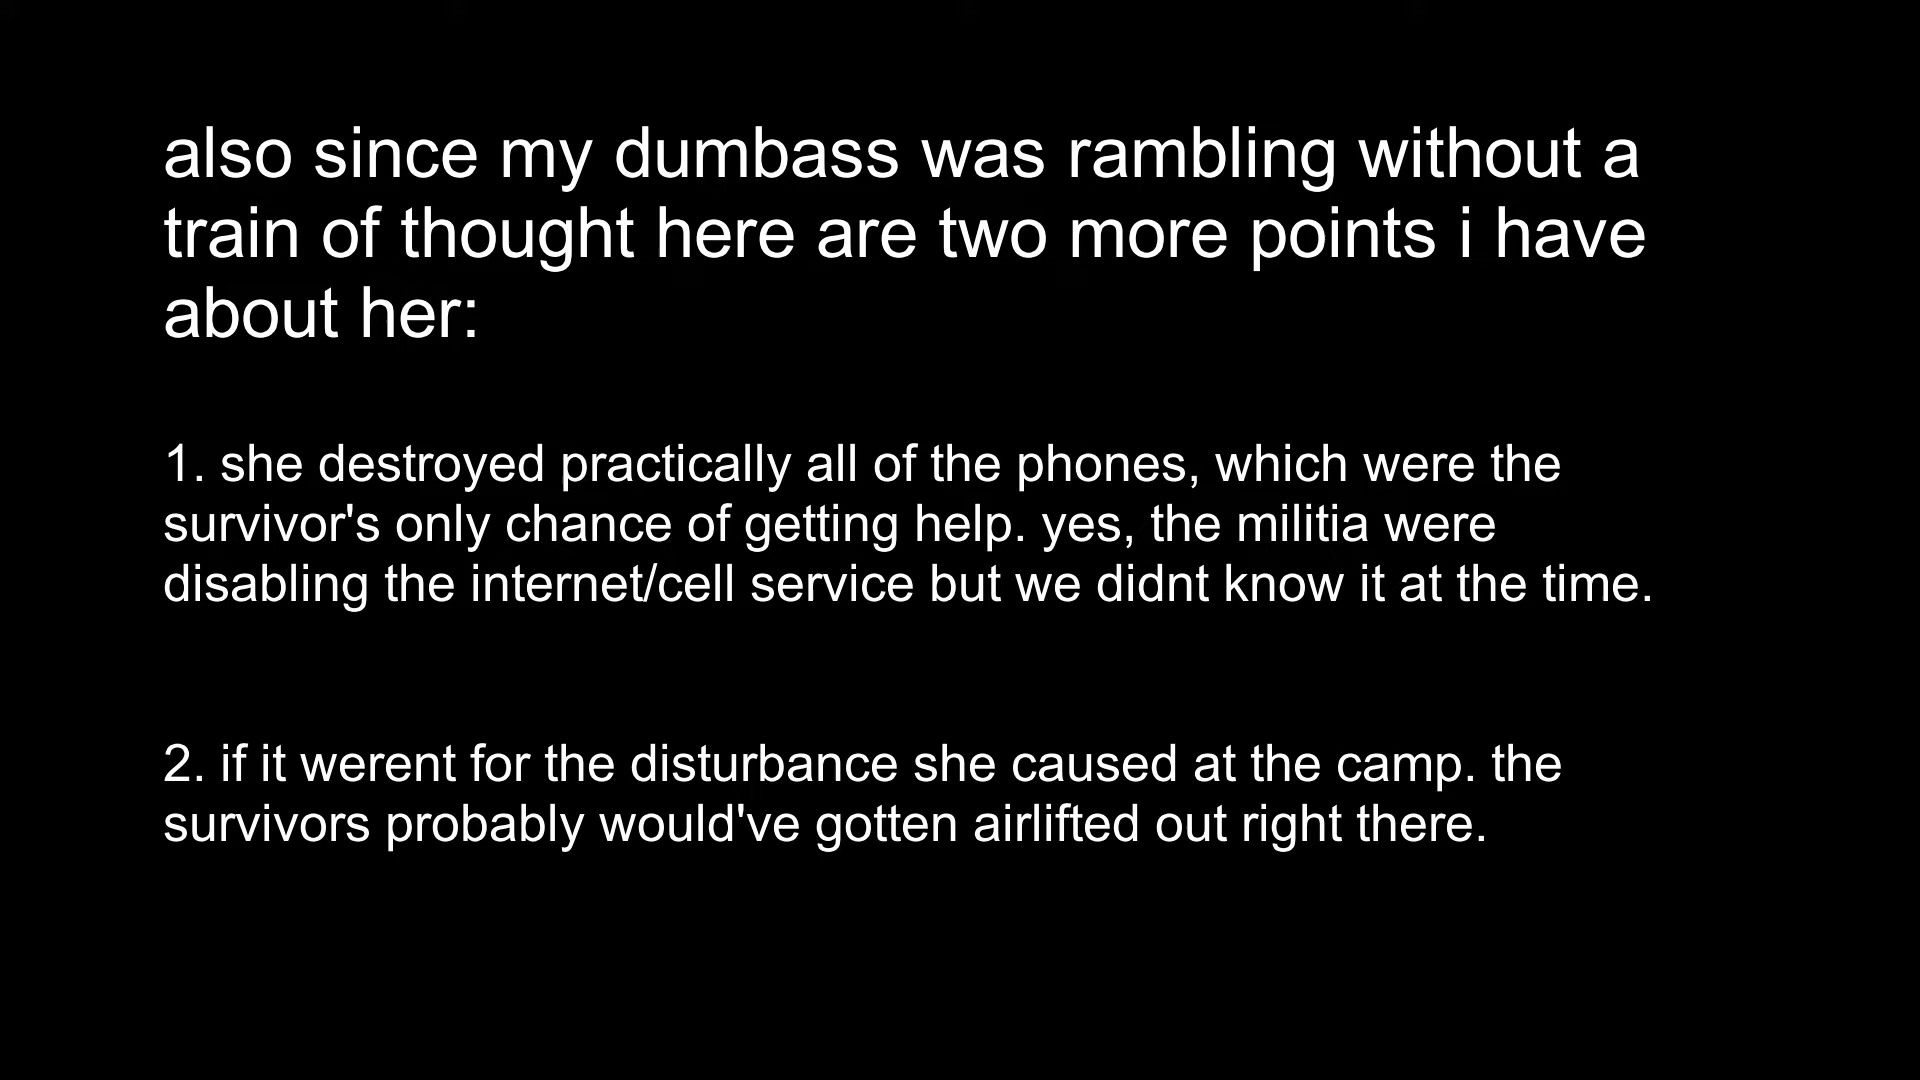 also since my dumbass was rambling without a
train of thought here are two more points i have
about her:
1. she destroyed practically all of the phones, which were the
survivor's only chance of getting help. yes, the militia were
disabling the internet/cell service but we didnt know it at the time.
2. if it werent for the disturbance she caused at the camp. the
survivors probably would've gotten airlifted out right there.